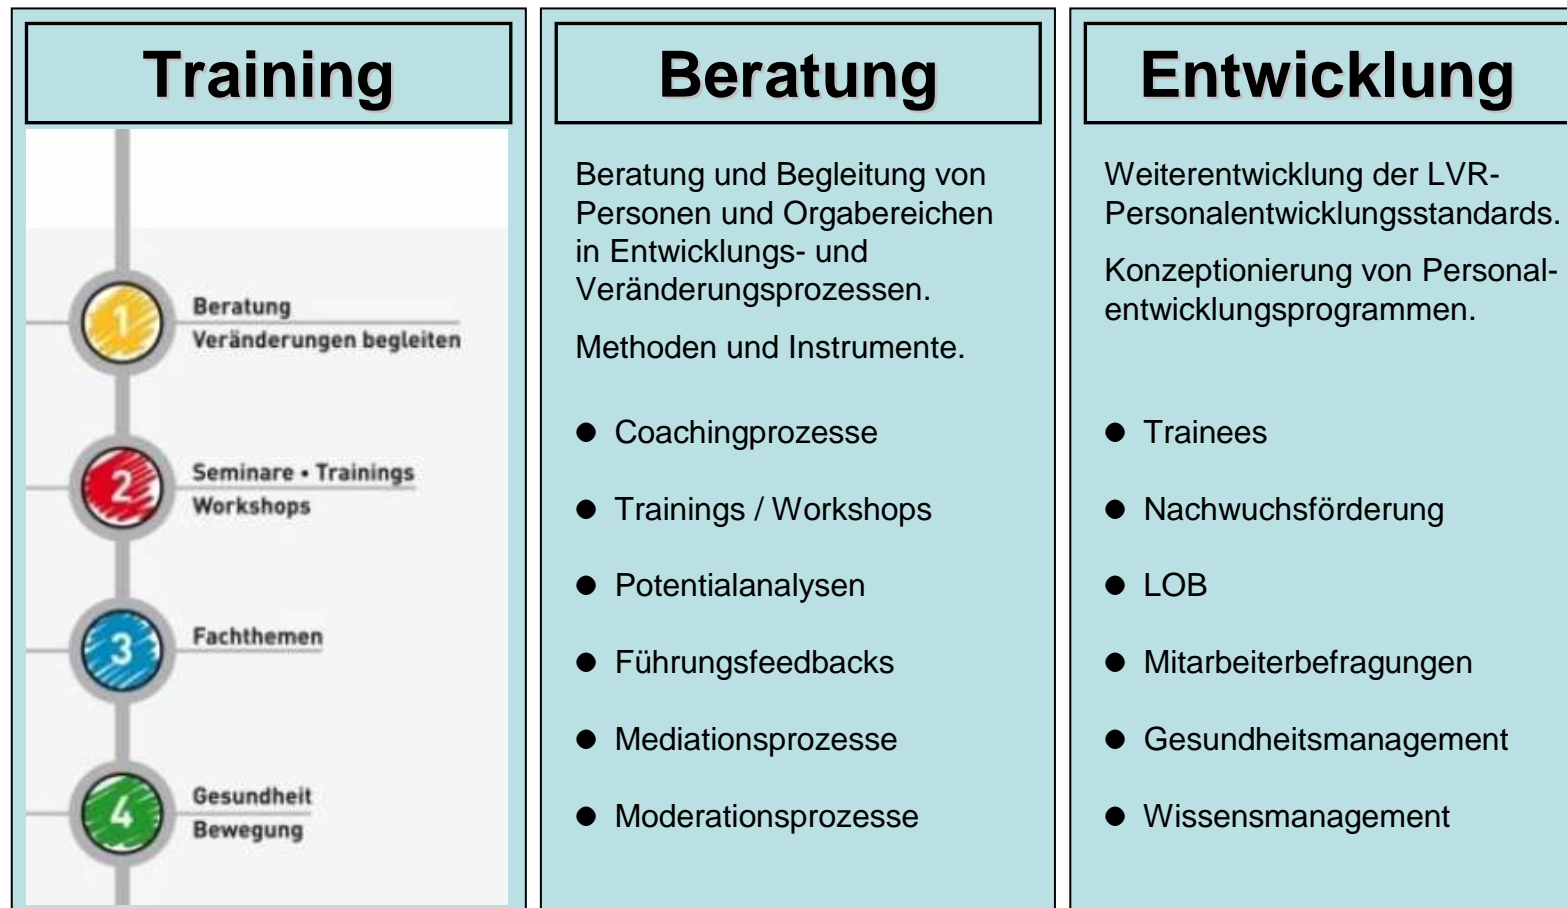 Training
1
Beratung
Veränderungen begleiten
2
Seminare • Trainings
Workshops
3
Fachthemen
4
Gesundheit
Bewegung
Beratung
Beratung und Begleitung von
Personen und Orgabereichen
in Entwicklungs- und
Veränderungsprozessen.
Methoden und Instrumente.
● Coachingprozesse
● Trainings / Workshops
● Potentialanalysen
● Führungsfeedbacks
● Mediationsprozesse
● Moderationsprozesse
Entwicklung
Weiterentwicklung der LVR-
Personalentwicklungsstandards.
Konzeptionierung von Personal-
entwicklungsprogrammen.
● Trainees
● Nachwuchsförderung
● LOB
● Mitarbeiterbefragungen
● Gesundheitsmanagement
● Wissensmanagement